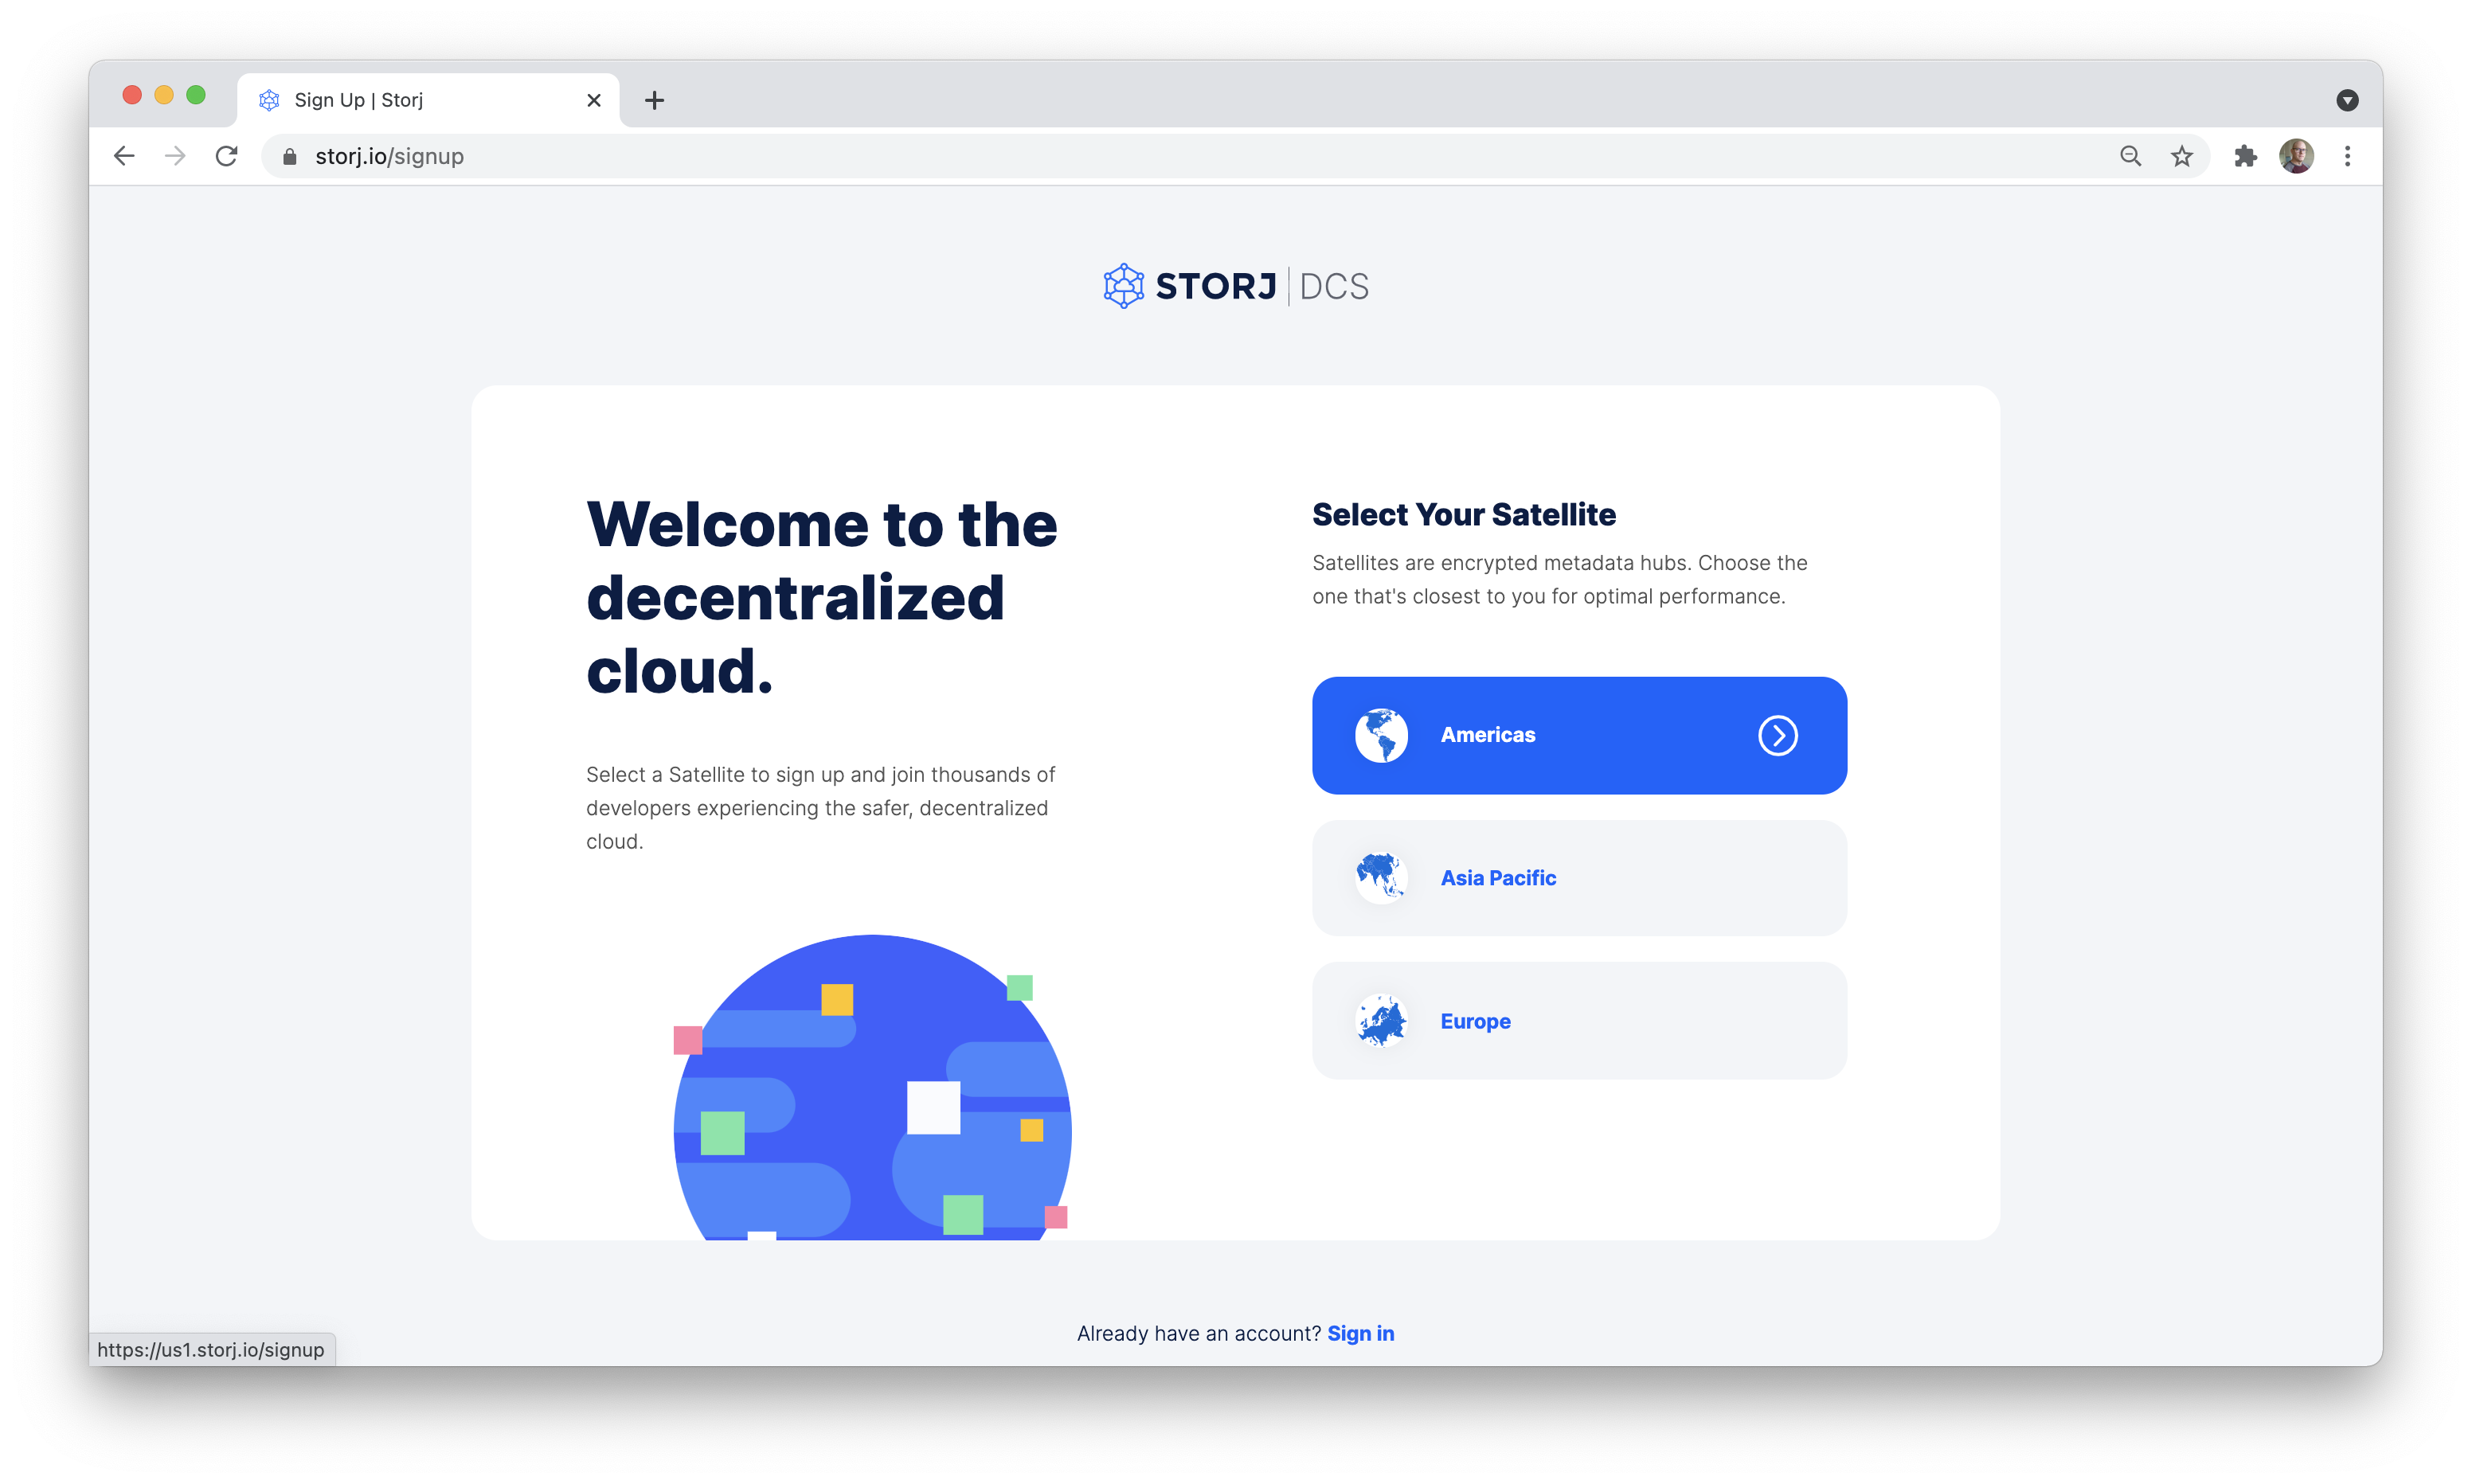 Sign Up | Storj
storj.io/signup
STORJ | DCS
Welcome to the
decentralized
cloud.
Select a Satellite to sign up and join thousands of
developers experiencing the safer, decentralized
cloud.
Select Your Satellite
Satellites are encrypted metadata hubs. Choose the
one that's closest to you for optimal performance.
Americas
Asia Pacific
Europe
Already have an account? Sign in
https://us1.storj.io/signup